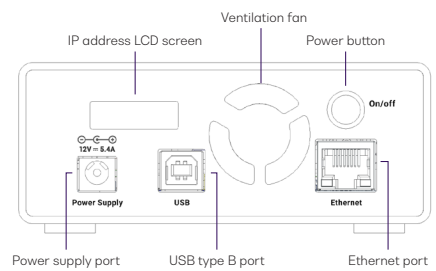 Ventilation fan
IP address LCD screen
Power button
On/off
12V ⎓ 5.4A
Power Supply
USB
Ethernet
Power supply port
USB type B port
Ethernet port